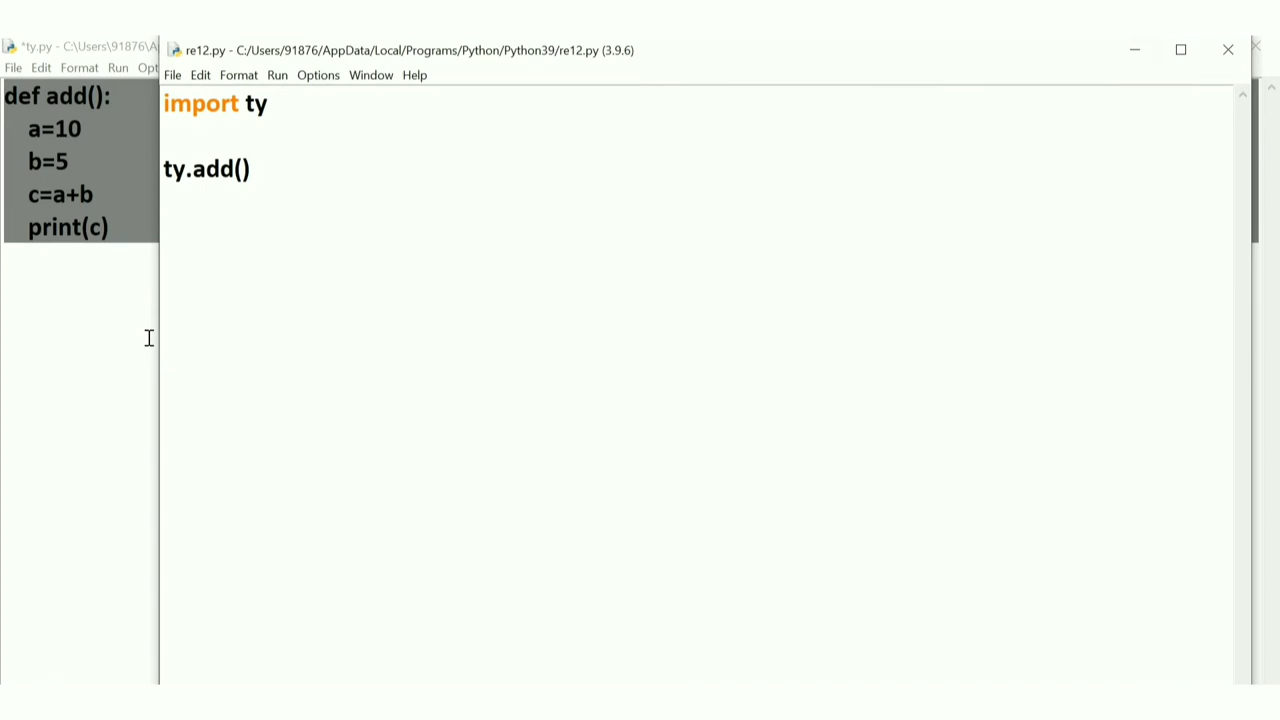 *ty.py - C:\Users\91876\A
File Edit Format Run Opt
def add():
a=10
b=5
c=a+b
print(c)
re12.py - C:/Users/91876/AppData/Local/Programs/Python/Python39/re12.py (3.9.6)
File Edit Format Run Options Window Help
import ty
ty.add()